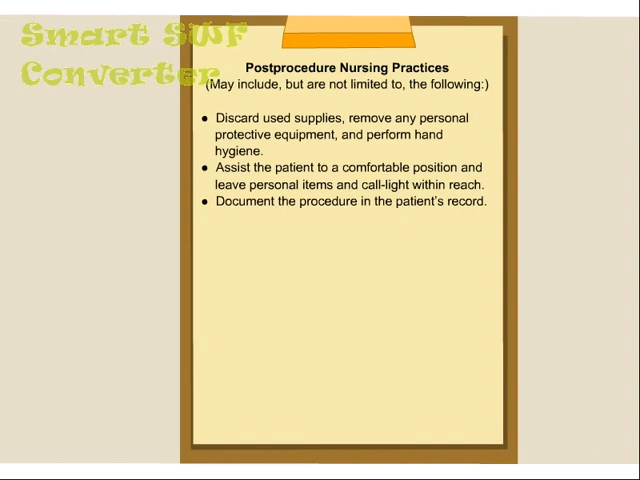 Smart SWF
Converter
Postprocedure Nursing Practices
(May include, but are not limited to, the following:)
● Discard used supplies, remove any personal
protective equipment, and perform hand
hygiene.
● Assist the patient to a comfortable position and
leave personal items and call-light within reach.
● Document the procedure in the patient’s record.